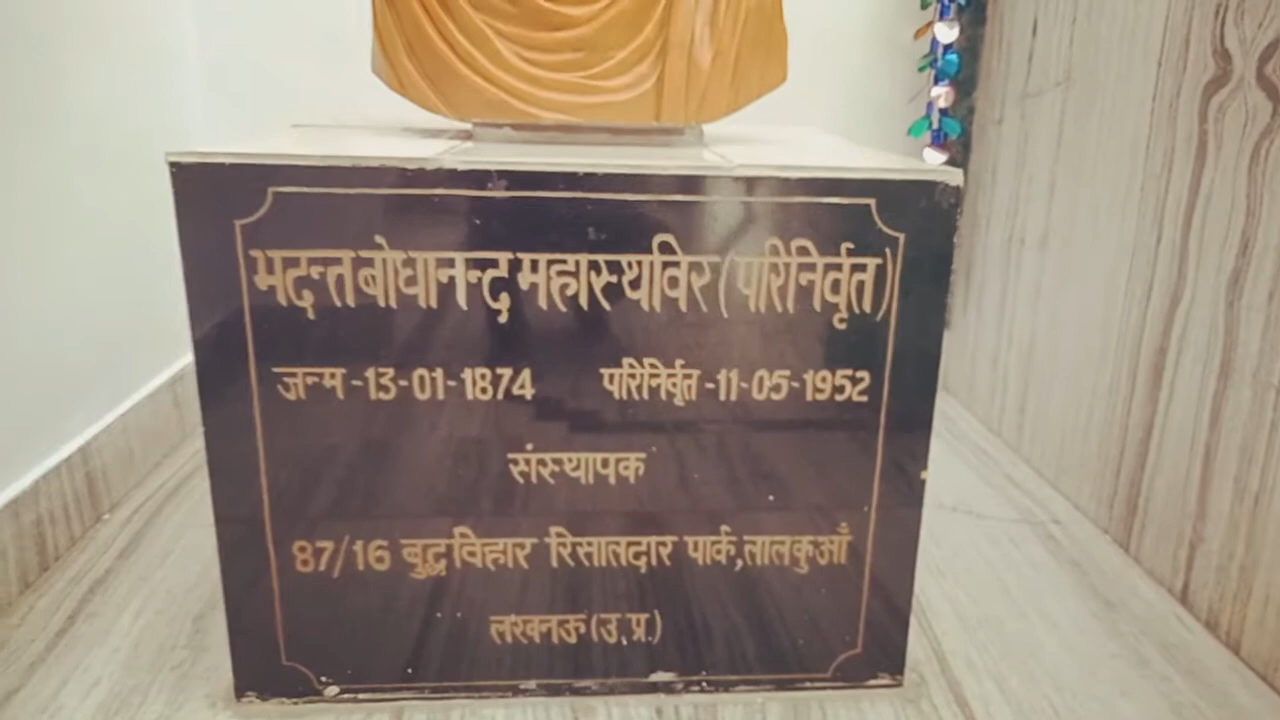 भदन्त बोधानन्द महास्थविर (परिनिर्वृत)
जन्म -13-01-1874 परिनिर्वृत -11-05-1952
संस्थापक
87/16 बुद्ध विहार रिसालदार पार्क,लालकुआँ
लखनऊ (उ.प्र.)